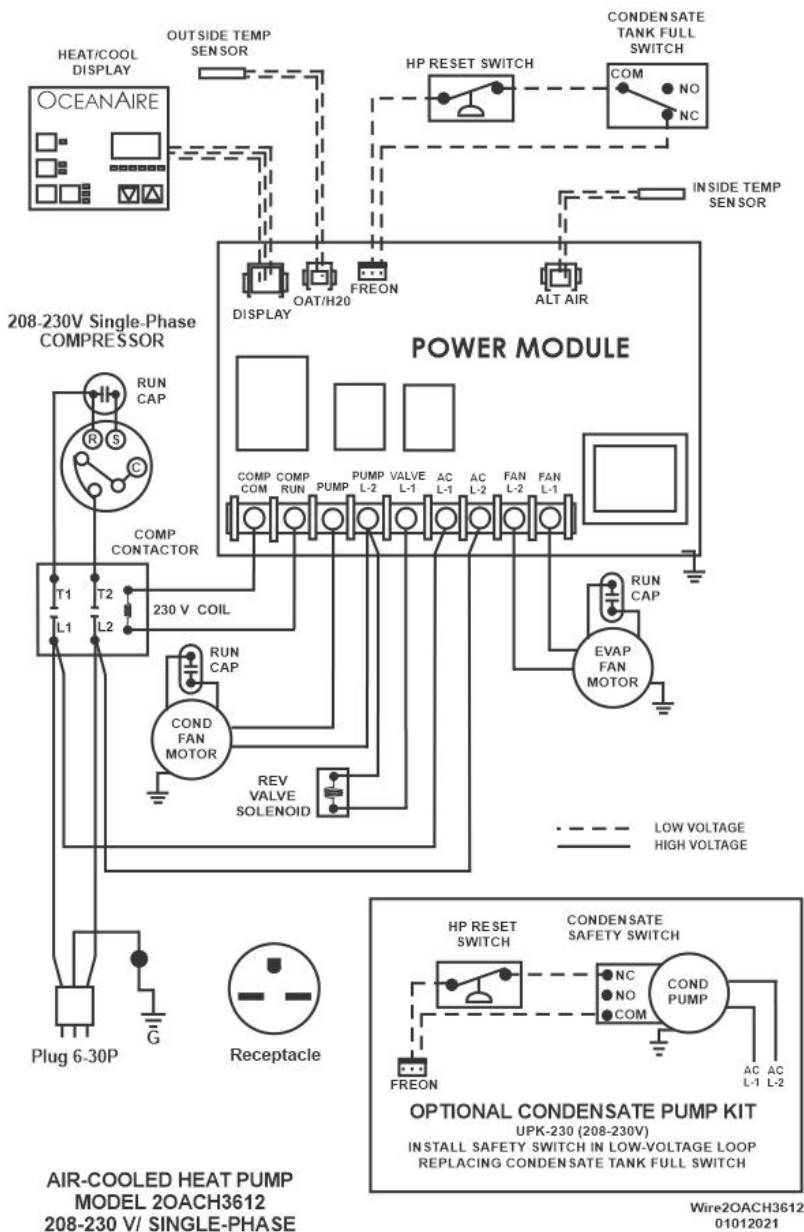 OUTSIDE TEMP
SENSOR
HEAT/COOL
DISPLAY
OCEANAIRE
HP RESET SWITCH
CONDENSATE
TANK FULL
SWITCH
COM
NO
NC
INSIDE TEMP
SENSOR
DISPLAY
OAT/H20
FREON
ALT AIR
POWER MODULE
208-230V Single-Phase
COMPRESSOR
RUN
CAP
R
S
C
COMP
COM
COMP
RUN
PUMP
PUMP
L-2
VALVE
L-1
AC
L-1
AC
L-2
FAN
L-2
FAN
L-1
COMP
CONTACTOR
T1
T2
L1
L2
230 V COIL
RUN
CAP
COND
FAN
MOTOR
RUN
CAP
EVAP
FAN
MOTOR
REV
VALVE
SOLENOID
LOW VOLTAGE
HIGH VOLTAGE
G
Plug 6-30P
Receptacle
HP RESET
SWITCH
CONDENSATE
SAFETY SWITCH
NC
NO
COM
COND
PUMP
FREON
AC
L-1
AC
L-2
OPTIONAL CONDENSATE PUMP KIT
UPK-230 (208-230V)
INSTALL SAFETY SWITCH IN LOW-VOLTAGE LOOP
REPLACING CONDENSATE TANK FULL SWITCH
AIR-COOLED HEAT PUMP
MODEL 2OACH3612
208-230 V/ SINGLE-PHASE
Wire2OACH3612
01012021